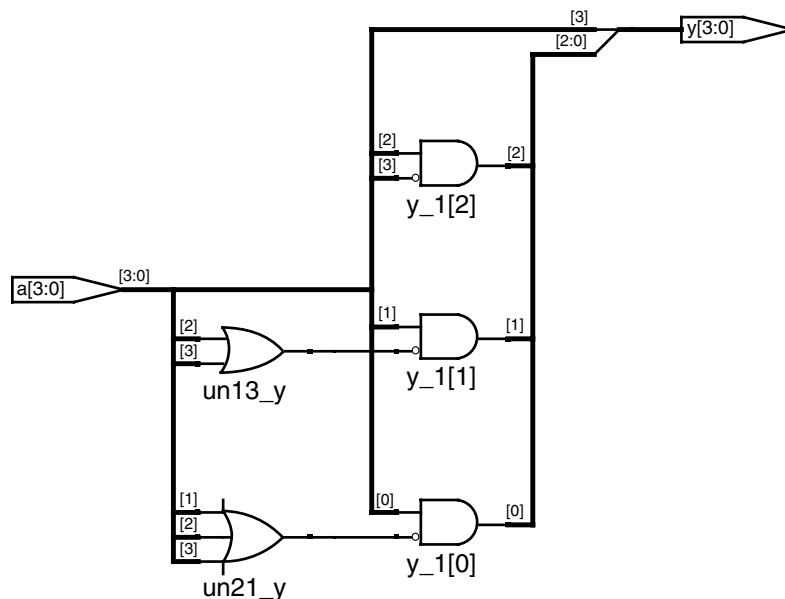 [3]
y[3:0]
[2:0]
[2]
[3]
[2]
y_1[2]
[3:0]
a[3:0]
[1]
[1]
[2]
[3]
un13_y
y_1[1]
[1]
[2]
[3]
[0]
[0]
un21_y
y_1[0]